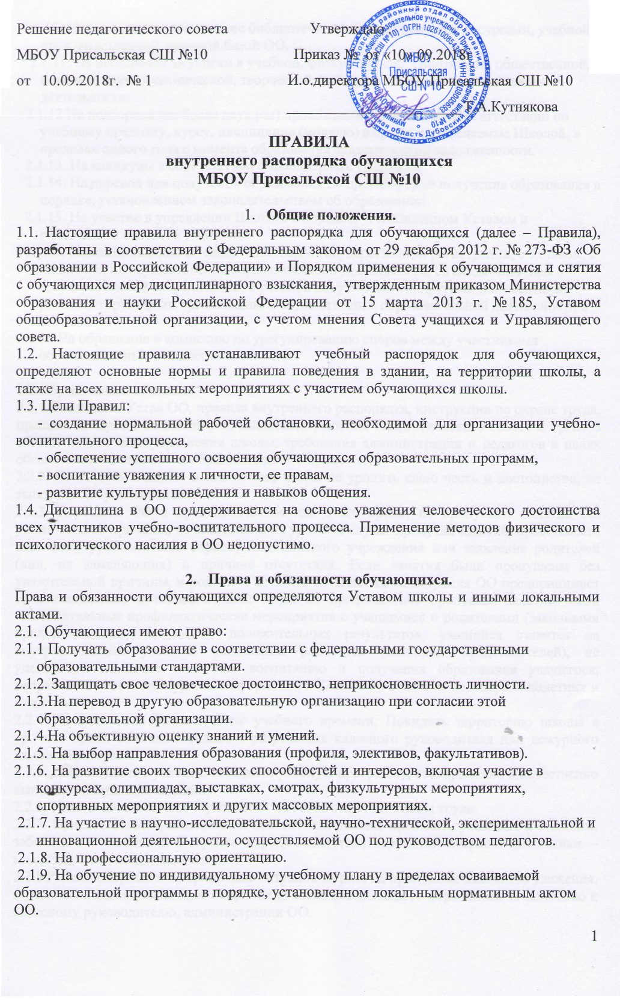 Решение педагогического совета
Утверждаю
МБОУ Присальская СШ №10
Приказ № от «10» 09.2018г
от 10.09.2018г. № 1
И.о.директора МБОУ Присальская СШ №10
Т.А.Кутнякова
МБОУ
Присальская
СШ №10
ПРАВИЛА
внутреннего распорядка обучающихся
МБОУ Присальской СШ №10
1. Общие положения.
1.1. Настоящие правила внутреннего распорядка для обучающихся (далее – Правила),
разработаны в соответствии с Федеральным законом от 29 декабря 2012 г. № 273-ФЗ «Об
образовании в Российской Федерации» и Порядком применения к обучающимся и снятия
с обучающихся мер дисциплинарного взыскания, утвержденным приказом Министерства
образования и науки Российской Федерации от 15 марта 2013 г. №185, Уставом
общеобразовательной организации, с учетом мнения Совета учащихся и Управляющего
совета.
1.2. Настоящие правила устанавливают учебный распорядок для обучающихся,
определяют основные нормы и правила поведения в здании, на территории школы, а
также на всех внешкольных мероприятиях с участием обучающихся школы.
1.3. Цели Правил:
- создание нормальной рабочей обстановки, необходимой для организации учебно-
воспитательного процесса,
- обеспечение успешного освоения обучающихся образовательных программ,
- воспитание уважения к личности, ее правам,
- развитие культуры поведения и навыков общения.
1.4. Дисциплина в ОО поддерживается на основе уважения человеческого достоинства
всех участников учебно-воспитательного процесса. Применение методов физического и
психологического насилия в ОО недопустимо.
2. Права и обязанности обучающихся.
Права и обязанности обучающихся определяются Уставом школы и иными локальными
актами.
2.1. Обучающиеся имеют право:
2.1.1 Получать образование в соответствии с федеральными государственными
образовательными стандартами.
2.1.2. Защищать свое человеческое достоинство, неприкосновенность личности.
2.1.3.На перевод в другую образовательную организацию при согласии этой
образовательной организации.
2.1.4.На объективную оценку знаний и умений.
2.1.5. На выбор направления образования (профиля, элективов, факультативов).
2.1.6. На развитие своих творческих способностей и интересов, включая участие в
конкурсах, олимпиадах, выставках, смотрах, физкультурных мероприятиях,
спортивных мероприятиях и других массовых мероприятиях.
2.1.7. На участие в научно-исследовательской, научно-технической, экспериментальной и
инновационной деятельности, осуществляемой ОО под руководством педагогов.
2.1.8. На профессиональную ориентацию.
2.1.9. На обучение по индивидуальному учебному плану в пределах осваиваемой
образовательной программы в порядке, установленном локальным нормативным актом
ОО.
1